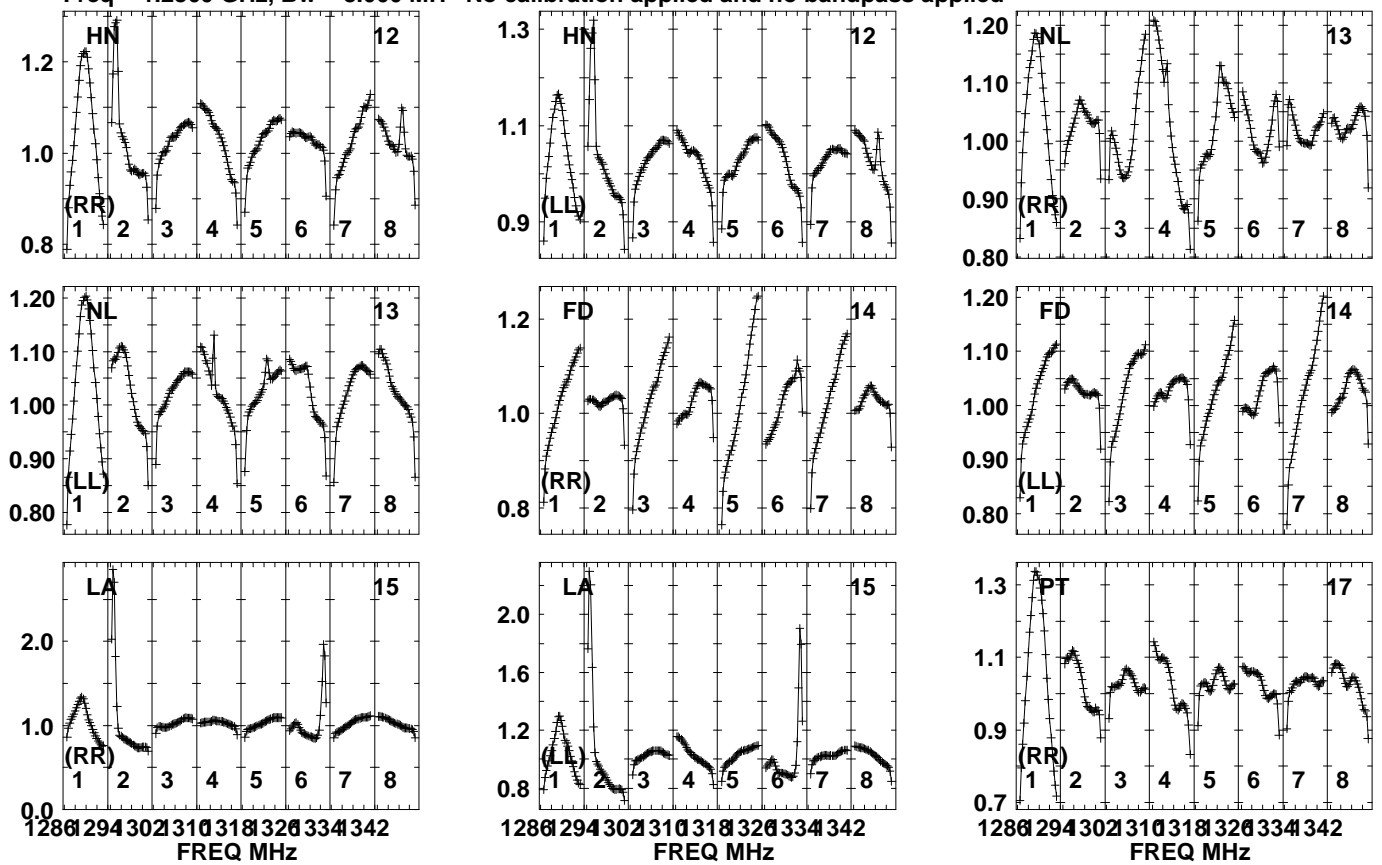 No calibration applied and no bandpass applied
HN 12
1.2
1.0
0.8
(RR)
1 2 3 4 5 6 7 8
HN 12
1.3
1.1
0.9
(LL)
1 2 3 4 5 6 7 8
NL 13
1.20
1.10
1.00
0.90
0.80
(RR)
1 2 3 4 5 6 7 8
NL 13
1.20
1.10
1.00
0.90
0.80
(LL)
1 2 3 4 5 6 7 8
FD 14
1.2
1.0
0.8
(RR)
1 2 3 4 5 6 7 8
FD 14
1.20
1.10
1.00
0.90
0.80
(LL)
1 2 3 4 5 6 7 8
LA 15
2.0
1.0
0.0
(RR)
1 2 3 4 5 6 7 8
1286 1294 1302 1310 1318 1326 1334 1342
FREQ MHz
LA 15
2.0
1.6
1.2
0.8
(LL)
1 2 3 4 5 6 7 8
1286 1294 1302 1310 1318 1326 1334 1342
FREQ MHz
PT 17
1.3
1.1
0.9
0.7
(RR)
1 2 3 4 5 6 7 8
1286 1294 1302 1310 1318 1326 1334 1342
FREQ MHz